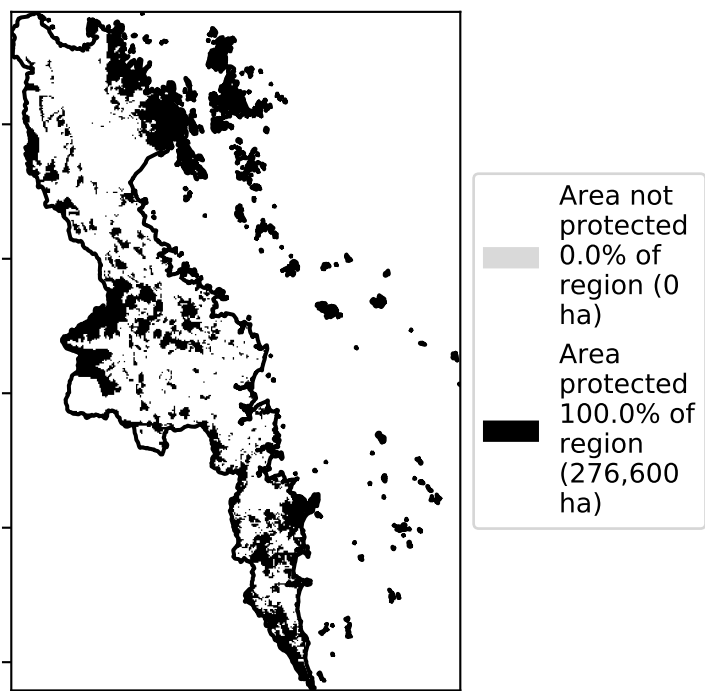 Area not
protected
0.0% of
region (0
ha)
Area
protected
100.0% of
region
(276,600
ha)